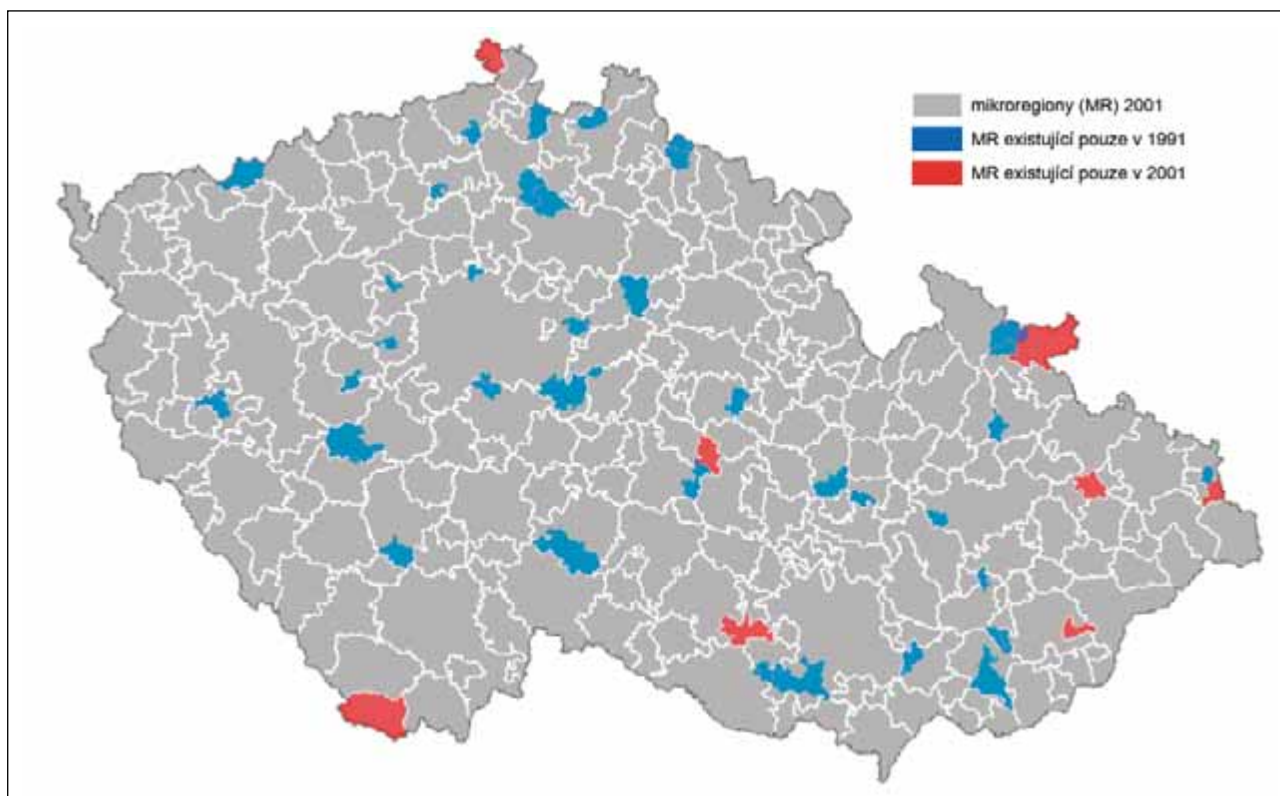 mikroregiony (MR) 2001
MR existující pouze v 1991
MR existující pouze v 2001